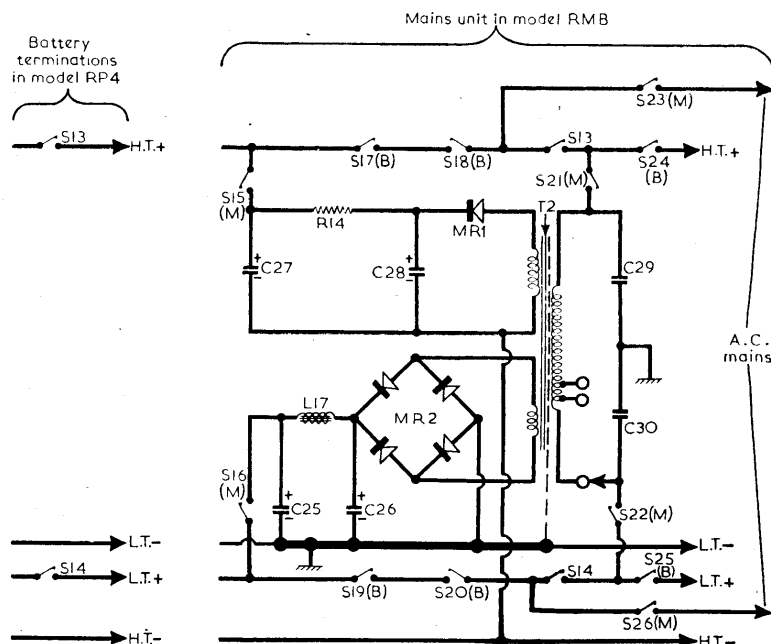 Mains unit in model RMB
Battery
terminations
in model RP4
S23(M)
S13
H.T.+
S17(B)
S18(B)
S13
S24
(B)
H.T.+
S15
(M)
S21(M)
R14
MR1
T2
+
C27
-
+
C28
-
C29
A.C.
mains
L17
MR2
C30
S16
(M)
+
C25
-
+
C26
-
S22(M)
L.T.-
L.T.-
S14
L.T.+
S19(B)
S20(B)
S14
S25
(B)
L.T.+
S26(M)
H.T.-
H.T.-